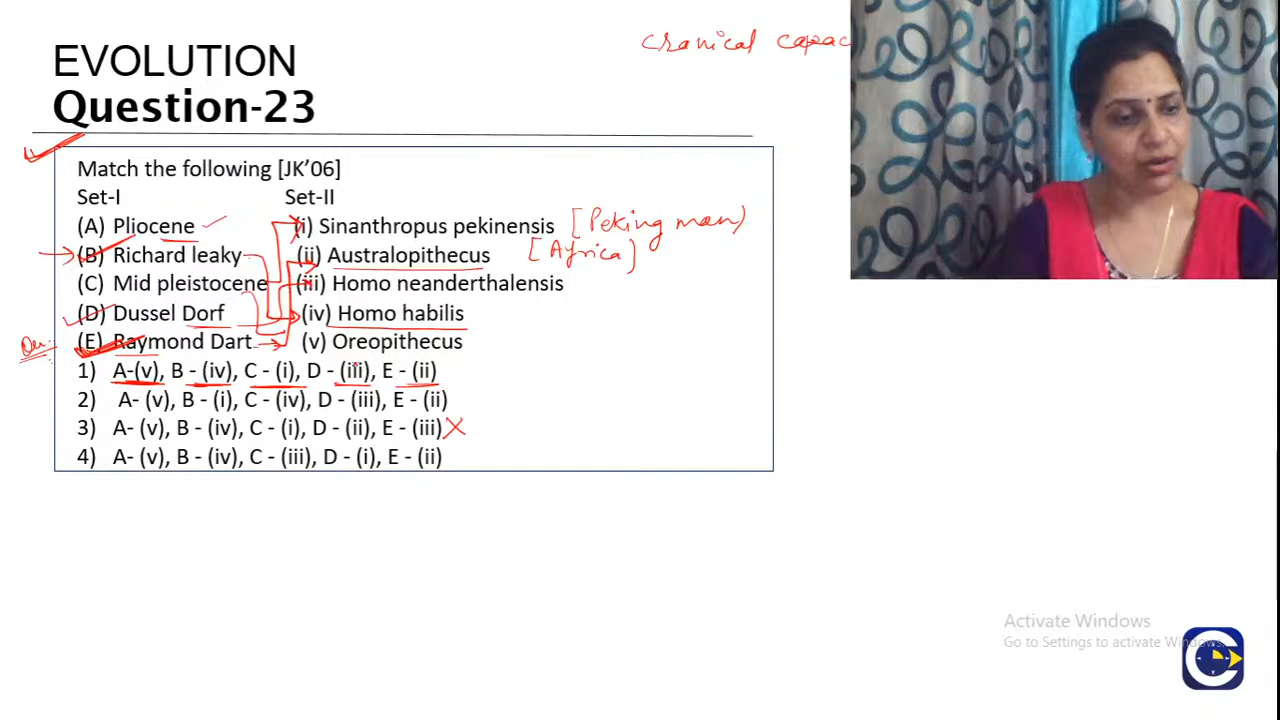 cranical capac
EVOLUTION
Question-23
Match the following [JK’06]
Set-I Set-II
(A) Pliocene (i) Sinanthropus pekinensis [Peking man)
(B) Richard leaky (ii) Australopithecus [Africa]
(C) Mid pleistocene (iii) Homo neanderthalensis
(D) Dussel Dorf (iv) Homo habilis
(E) Raymond Dart (v) Oreopithecus
1) A-(v), B - (iv), C - (i), D - (iii), E - (ii)
2) A- (v), B - (i), C - (iv), D - (iii), E - (ii)
3) A- (v), B - (iv), C - (i), D - (ii), E - (iii)
4) A- (v), B - (iv), C - (iii), D - (i), E - (ii)
Activate Windows
Go to Settings to activate Windows.